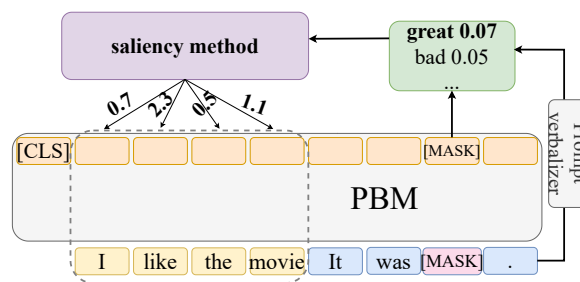 saliency method
great 0.07
bad 0.05
...
0.7 2.3 0.5 1.1
[CLS] [MASK]
PBM
Prompt
verbalizer
I like the movie It was [MASK] .